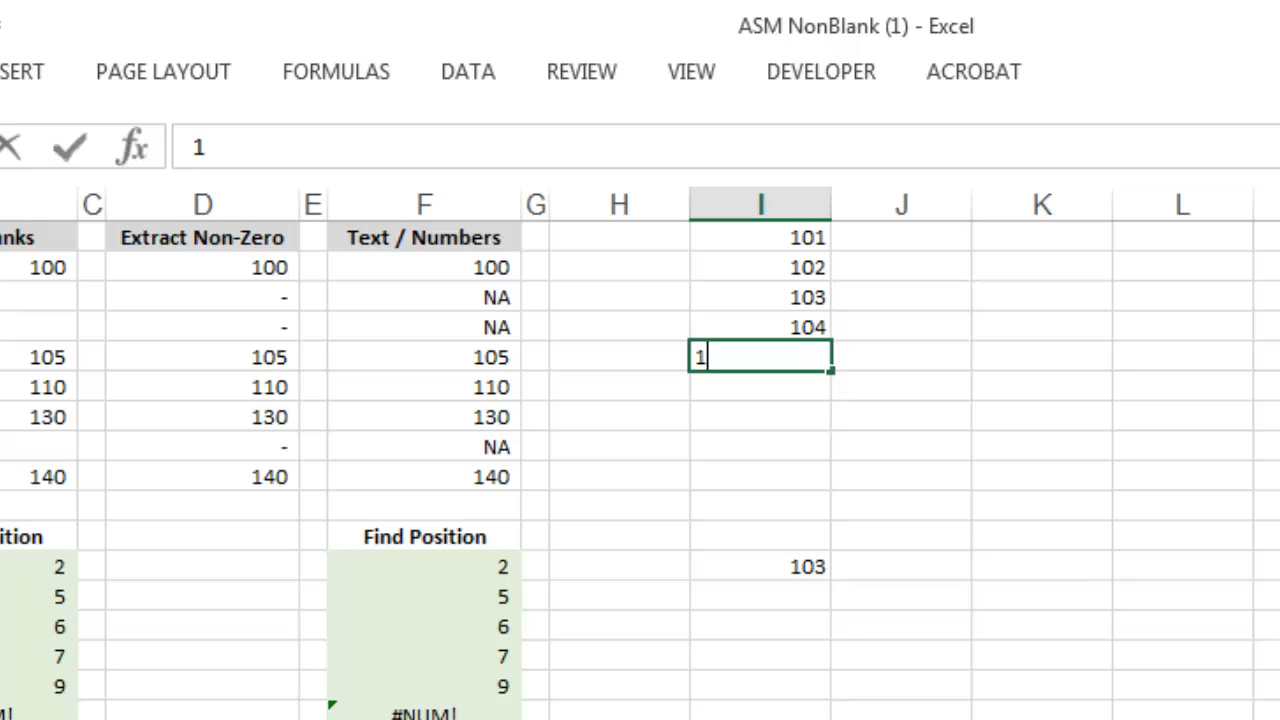 ASM NonBlank (1) - Excel
SERT PAGE LAYOUT FORMULAS DATA REVIEW VIEW DEVELOPER ACROBAT
fx 1
C D E F G H I J K L
nks Extract Non-Zero Text / Numbers 101
100 100 100 102
- NA 103
- NA 104
105 105 105 1
110 110 110
130 130 130
- NA
140 140 140
ition Find Position
2 2 103
5 5
6 6
7 7
9 9
M! #NUM!